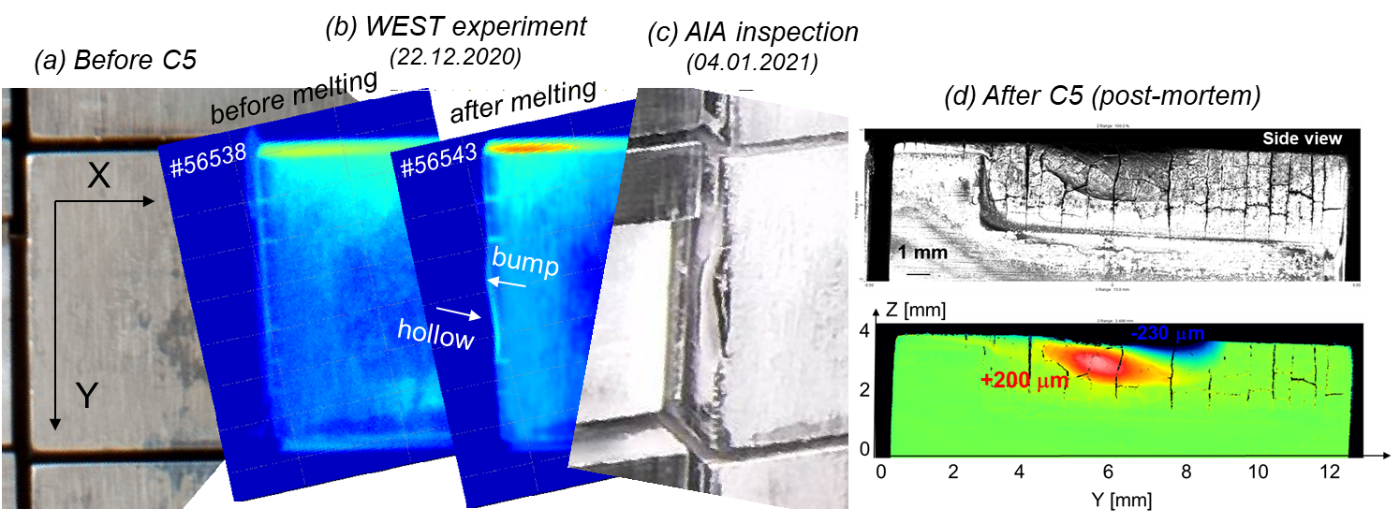 (a) Before C5
(b) WEST experiment
(22.12.2020)
(c) AIA inspection
(04.01.2021)
(d) After C5 (post-mortem)
before melting
after melting
#56538
#56543
X
Y
bump
hollow
Side view
1 mm
Z [mm]
4
2
0
-230 µm
+200 µm
0 2 4 6 8 10 12
Y [mm]